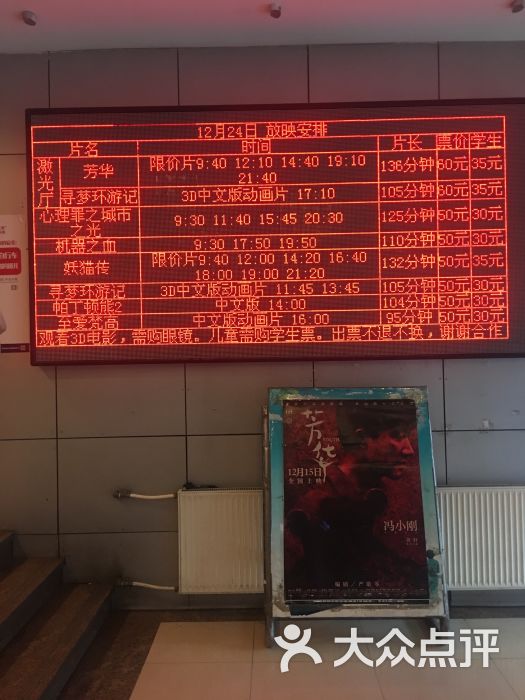 12月24日 放映安排
片名 时间 片长 票价 学生
激光厅 芳华 限价片9:40 12:10 14:40 19:10 21:40 136分钟 60元 35元
寻梦环游记 3D中文版动画片 17:10 105分钟 60元 35元
心理罪之城市之光 9:30 11:40 15:45 20:30 125分钟 50元 30元
机器之血 9:30 17:50 19:50 110分钟 50元 30元
妖猫传 限价片9:40 12:00 14:20 16:40 18:00 19:00 21:20 132分钟 60元 35元
寻梦环游记 3D中文版动画片 11:45 13:45 105分钟 50元 30元
帕丁顿熊2 中文版 14:00 104分钟 50元 30元
至爱梵高 中文版动画片 16:00 95分钟 50元 30元
观看3D电影,需购眼镜。儿童需购学生票。出票不退不换,谢谢合作
芳华
YOUTH
12月15日
全国上映
冯小刚
大众点评